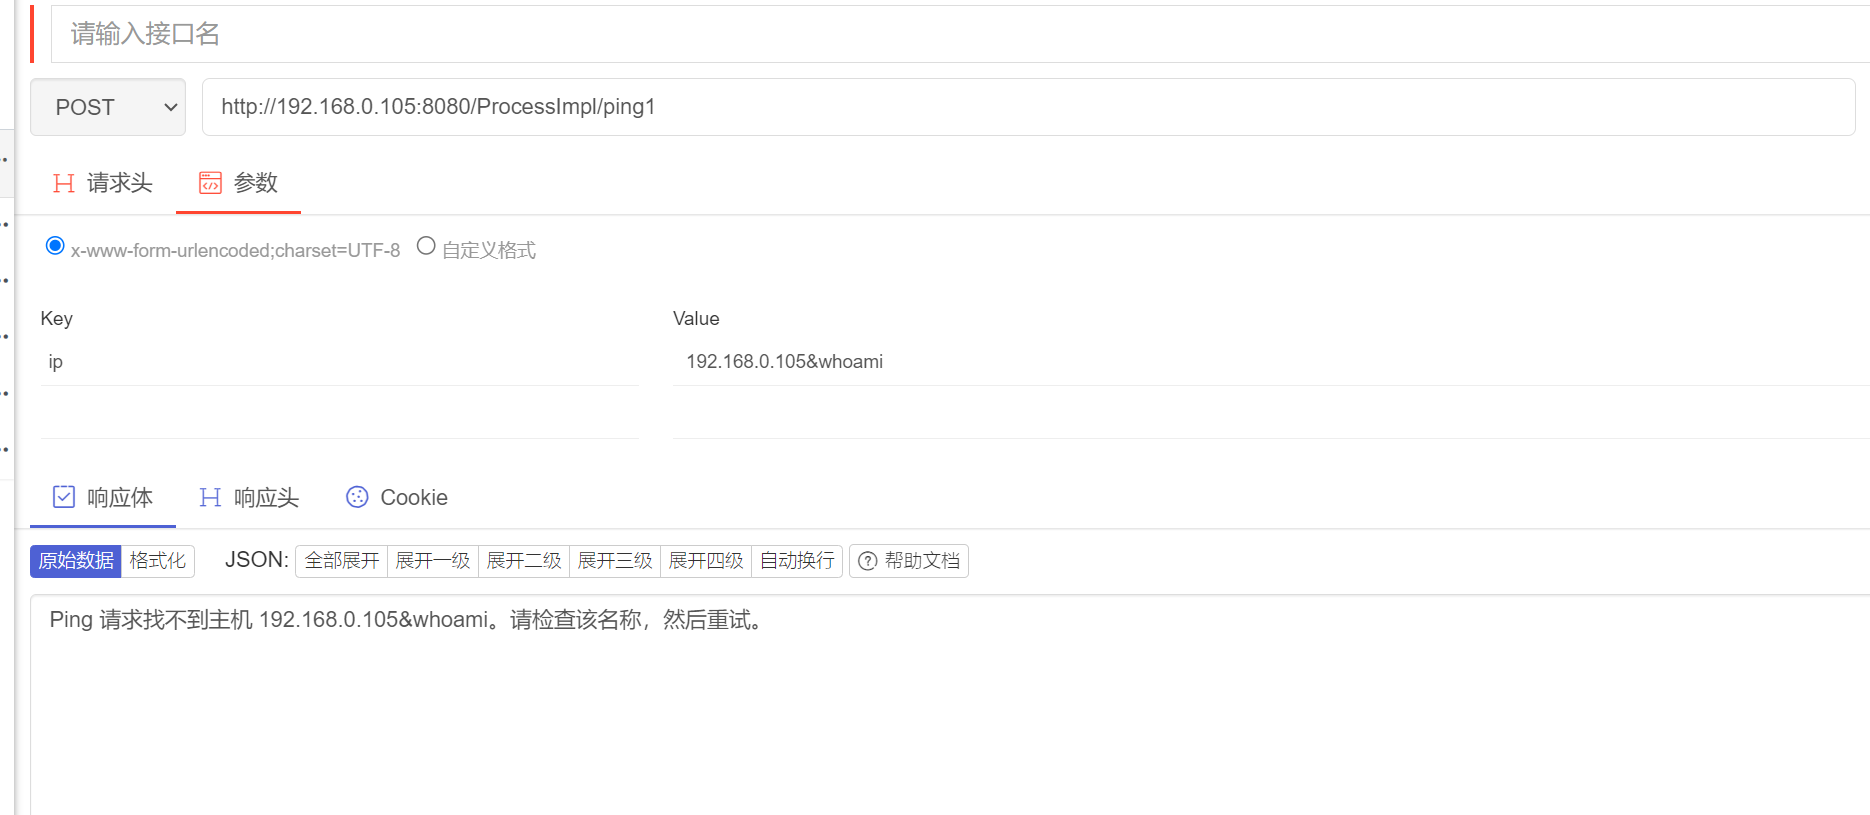 请输入接口名
POST http://192.168.0.105:8080/ProcessImpl/ping1
请求头 参数
x-www-form-urlencoded;charset=UTF-8 自定义格式
Key Value
ip 192.168.0.105&whoami
响应体 响应头 Cookie
原始数据 格式化 JSON: 全部展开 展开一级 展开二级 展开三级 展开四级 自动换行 帮助文档
Ping 请求找不到主机 192.168.0.105&whoami。请检查该名称，然后重试。